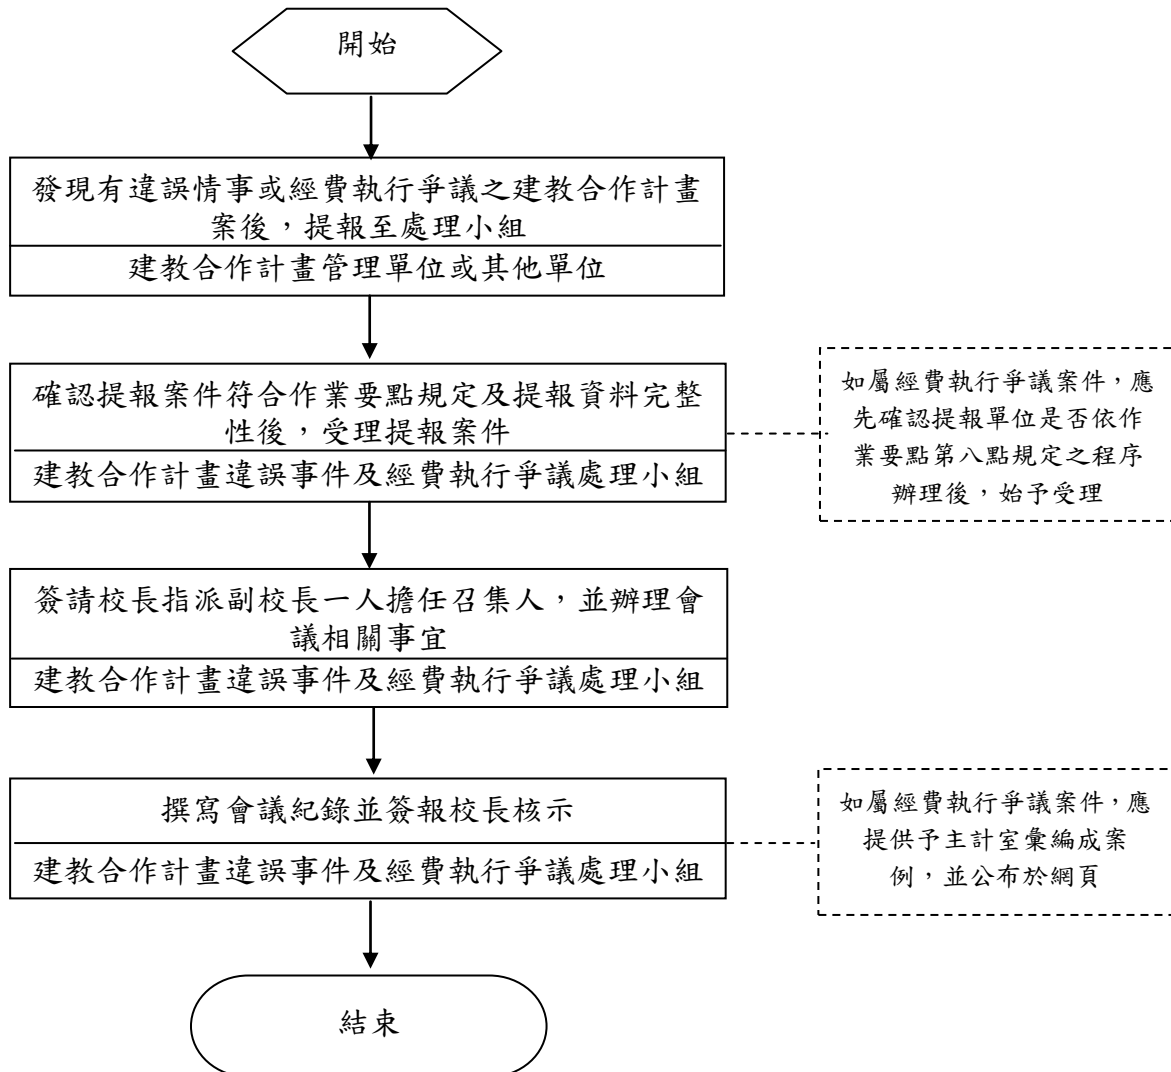 開始
發現有違誤情事或經費執行爭議之建教合作計畫
案後，提報至處理小組
建教合作計畫管理單位或其他單位
確認提報案件符合作業要點規定及提報資料完整
性後，受理提報案件
建教合作計畫違誤事件及經費執行爭議處理小組
如屬經費執行爭議案件，應
先確認提報單位是否依作
業要點第八點規定之程序
辦理後，始予受理
簽請校長指派副校長一人擔任召集人，並辦理會
議相關事宜
建教合作計畫違誤事件及經費執行爭議處理小組
撰寫會議紀錄並簽報校長核示
建教合作計畫違誤事件及經費執行爭議處理小組
如屬經費執行爭議案件，應
提供予主計室彙編成案
例，並公布於網頁
結束